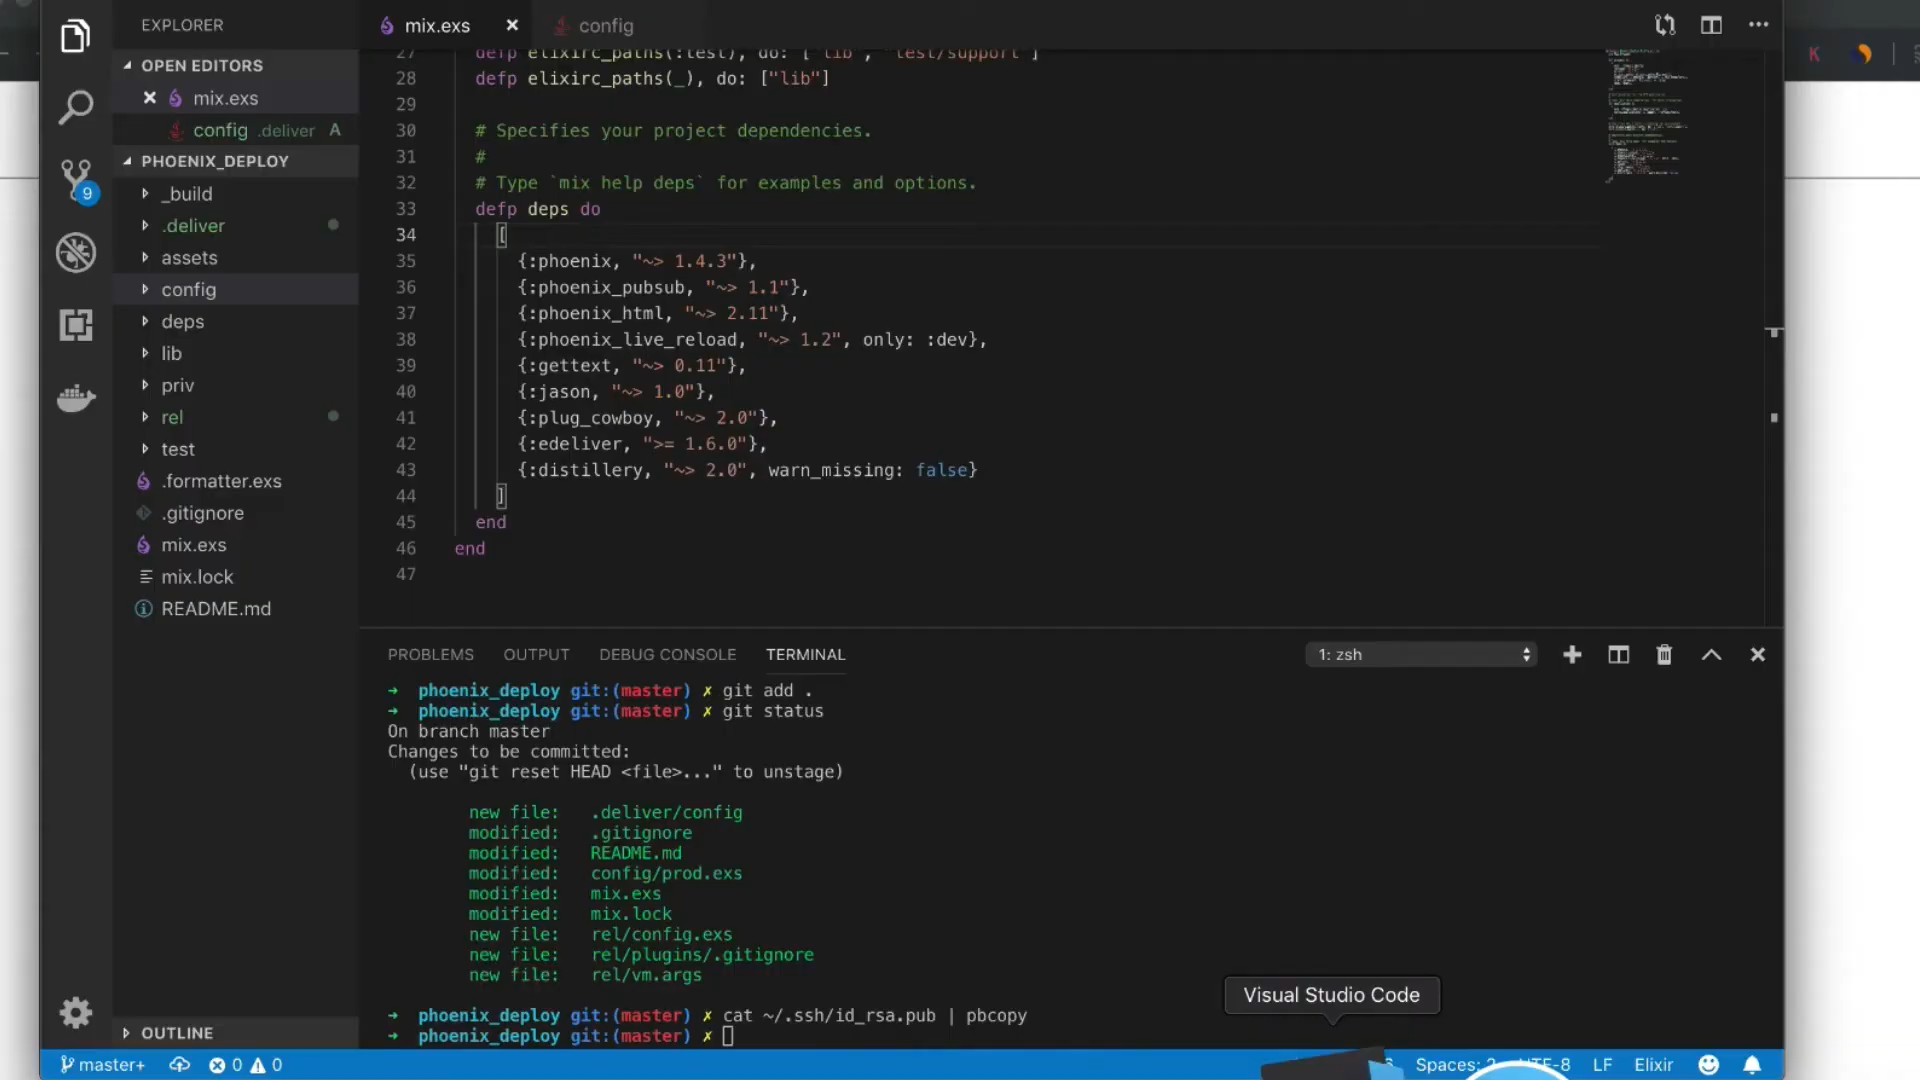 EXPLORER
OPEN EDITORS
mix.exs
config .deliver A
PHOENIX_DEPLOY
_build
.deliver
assets
config
deps
lib
priv
rel
test
.formatter.exs
.gitignore
mix.exs
mix.lock
README.md
OUTLINE
9
mix.exs
config
27 defp elixirc_paths(:test), do: ["lib", "test/support"]
28 defp elixirc_paths(_), do: ["lib"]
29
30 # Specifies your project dependencies.
31 #
32 # Type `mix help deps` for examples and options.
33 defp deps do
34 [
35 {:phoenix, "~> 1.4.3"},
36 {:phoenix_pubsub, "~> 1.1"},
37 {:phoenix_html, "~> 2.11"},
38 {:phoenix_live_reload, "~> 1.2", only: :dev},
39 {:gettext, "~> 0.11"},
40 {:jason, "~> 1.0"},
41 {:plug_cowboy, "~> 2.0"},
42 {:edeliver, ">= 1.6.0"},
43 {:distillery, "~> 2.0", warn_missing: false}
44 ]
45 end
46 end
47
PROBLEMS OUTPUT DEBUG CONSOLE TERMINAL 1: zsh
→ phoenix_deploy git:(master) ✗ git add .
→ phoenix_deploy git:(master) ✗ git status
On branch master
Changes to be committed:
(use "git reset HEAD <file>..." to unstage)
new file: .deliver/config
modified: .gitignore
modified: README.md
modified: config/prod.exs
modified: mix.exs
modified: mix.lock
new file: rel/config.exs
new file: rel/plugins/.gitignore
new file: rel/vm.args
→ phoenix_deploy git:(master) ✗ cat ~/.ssh/id_rsa.pub | pbcopy
→ phoenix_deploy git:(master) ✗
Visual Studio Code
master+ 0 0 Spaces: LF Elixir
K